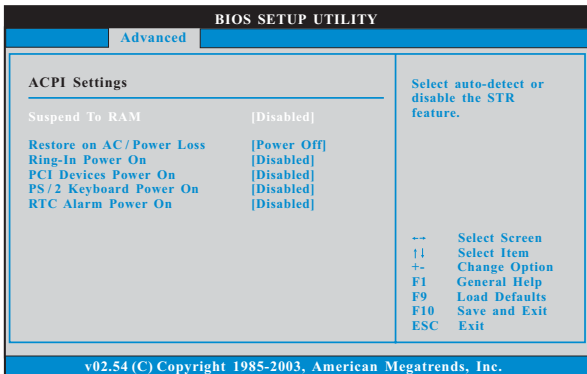 BIOS SETUP UTILITY
Advanced
ACPI Settings
Suspend To RAM [Disabled]
Restore on AC / Power Loss [Power Off]
Ring-In Power On [Disabled]
PCI Devices Power On [Disabled]
PS / 2 Keyboard Power On [Disabled]
RTC Alarm Power On [Disabled]
Select auto-detect or
disable the STR
feature.
←→ Select Screen
↑↓ Select Item
+- Change Option
F1 General Help
F9 Load Defaults
F10 Save and Exit
ESC Exit
v02.54 (C) Copyright 1985-2003, American Megatrends, Inc.